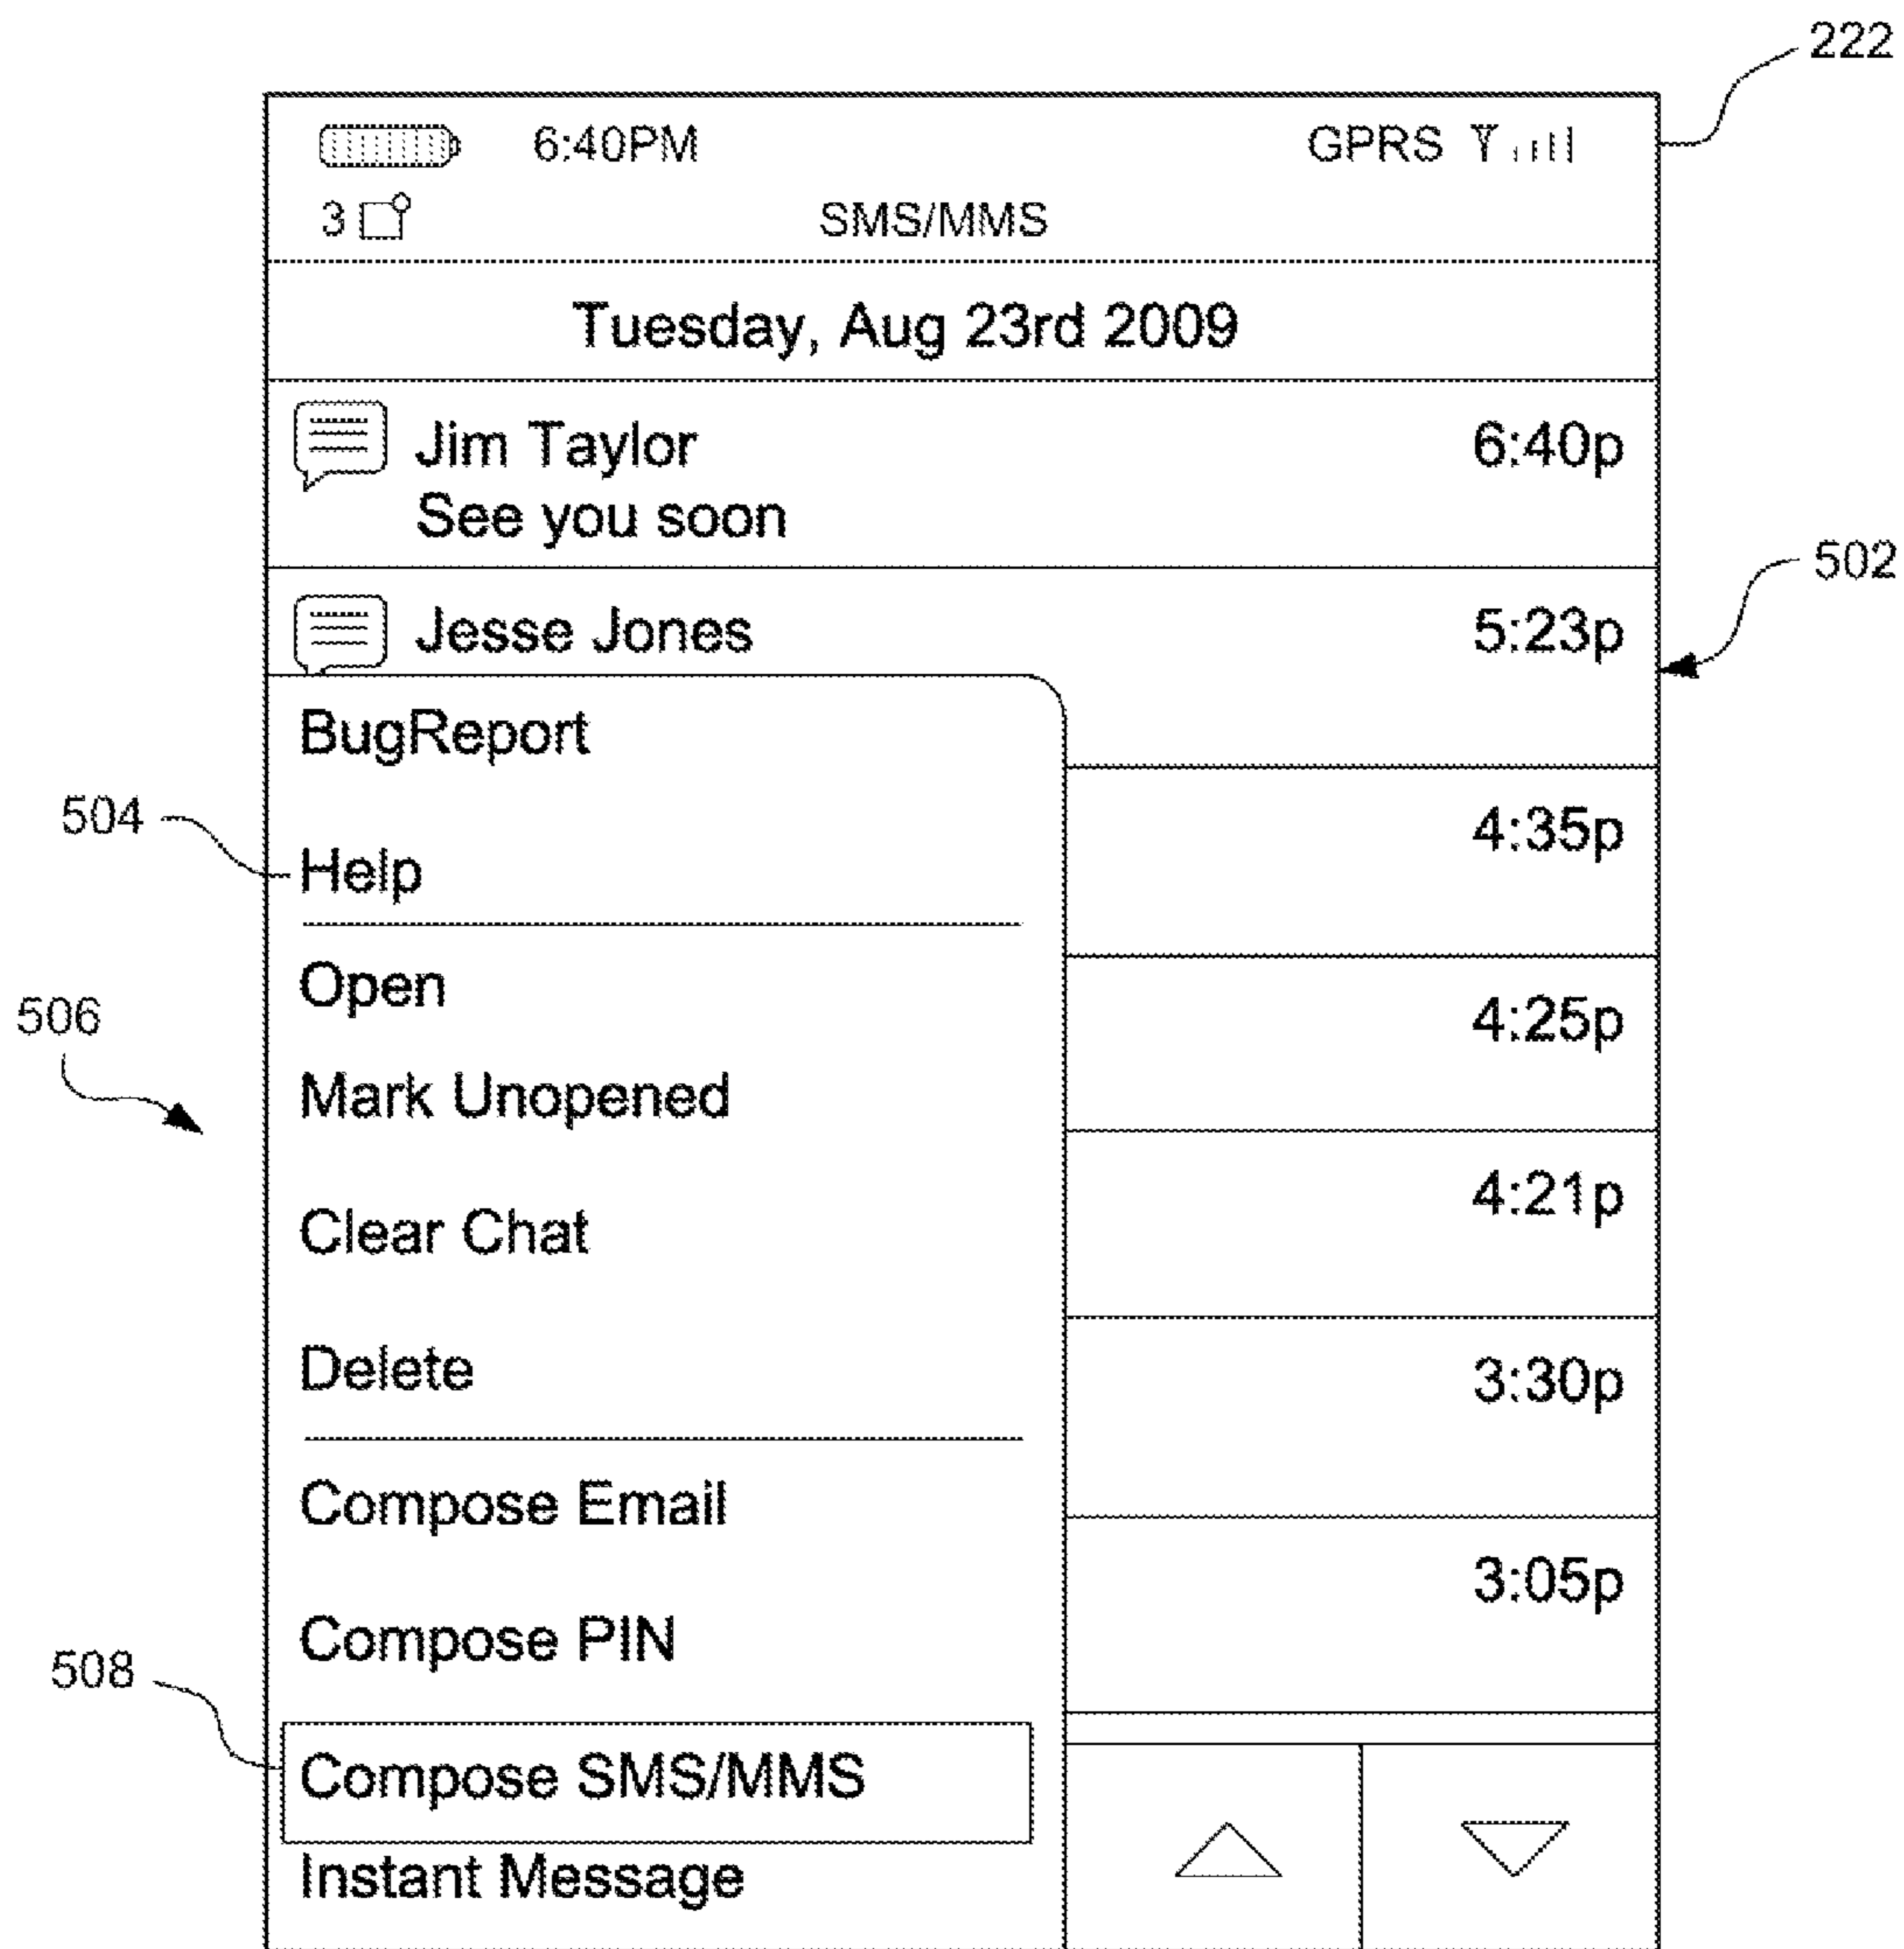 222
6:40PM GPRS
3 SMS/MMS
Tuesday, Aug 23rd 2009
Jim Taylor 6:40p
See you soon
502
Jesse Jones 5:23p
BugReport
504
Help
4:35p
506
Open
4:25p
Mark Unopened
Clear Chat
4:21p
Delete
3:30p
Compose Email
3:05p
Compose PIN
508
Compose SMS/MMS
Instant Message